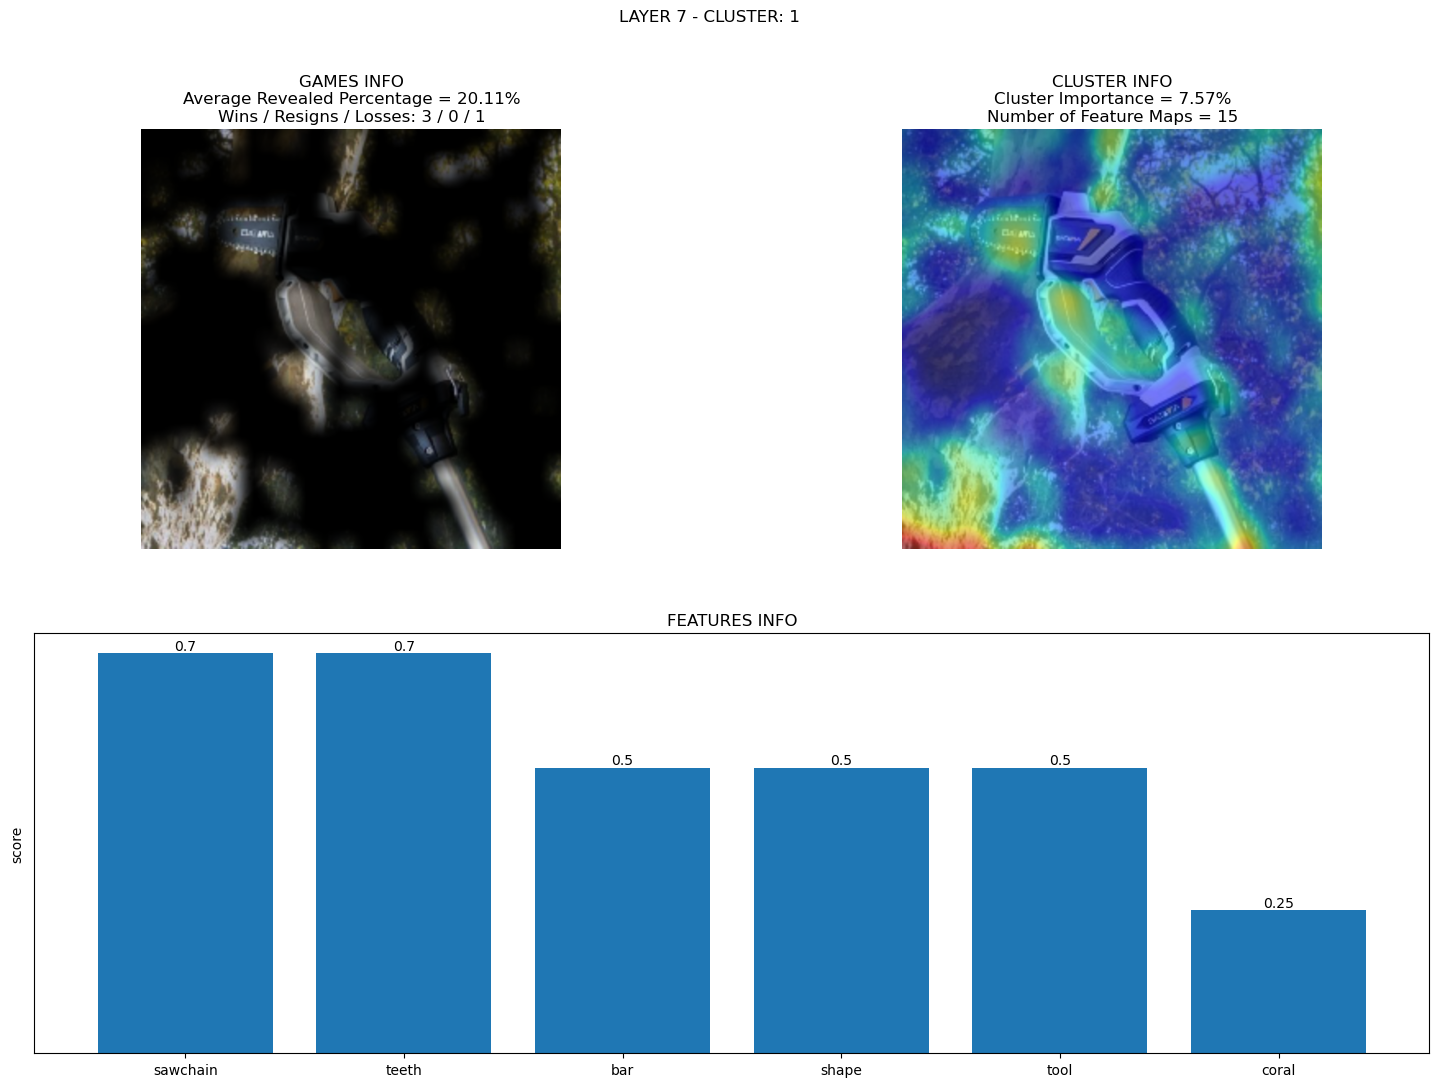 LAYER 7 - CLUSTER: 1
GAMES INFO
Average Revealed Percentage = 20.11%
Wins / Resigns / Losses: 3 / 0 / 1
CLUSTER INFO
Cluster Importance = 7.57%
Number of Feature Maps = 15
FEATURES INFO
score
0.7
0.7
0.5
0.5
0.5
0.25
sawchain
teeth
bar
shape
tool
coral